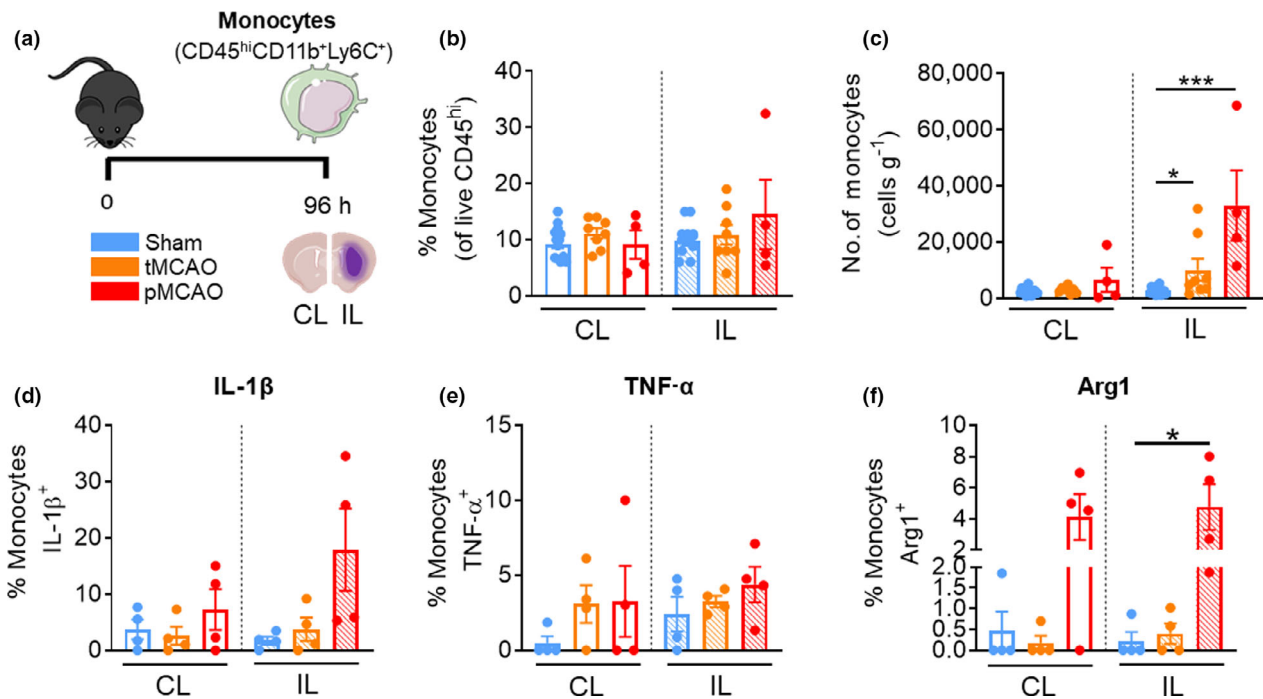 (a)
Monocytes
(CD45hiCD11b+Ly6C+)
0
96 h
Sham
tMCAO
pMCAO
CL IL
(b)
% Monocytes
(of live CD45hi)
40
30
20
10
0
CL
IL
(c)
No. of monocytes
(cells g-1)
80,000
60,000
40,000
20,000
0
***
*
CL
IL
(d)
IL-1β
% Monocytes
IL-1β+
40
30
20
10
0
CL
IL
(e)
TNF-α
% Monocytes
TNF-α+
15
10
5
0
CL
IL
(f)
Arg1
% Monocytes
Arg1+
10
8
6
4
2
2.0
1.5
1.0
0.5
0.0
*
CL
IL